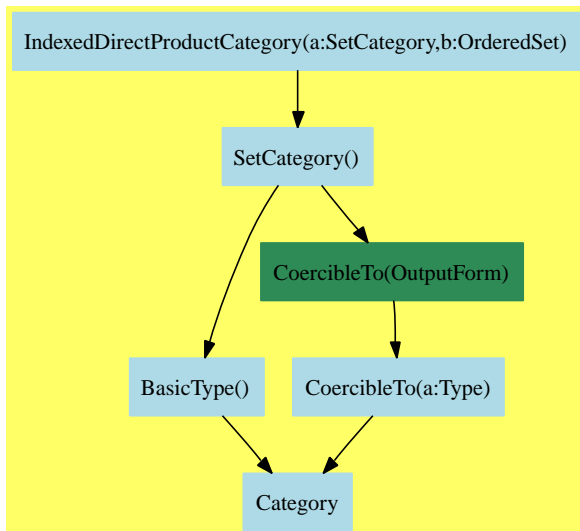 IndexedDirectProductCategory(a:SetCategory,b:OrderedSet)
SetCategory()
CoercibleTo(OutputForm)
BasicType()
CoercibleTo(a:Type)
Category